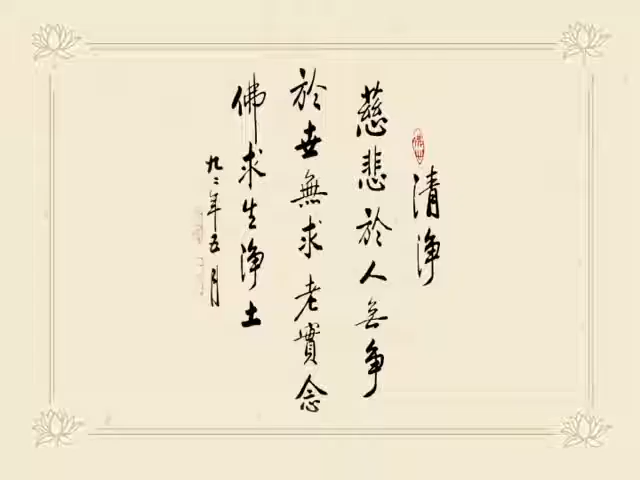 清淨
慈悲於人無争
於世無求老實念
佛求生淨土
九二年五月